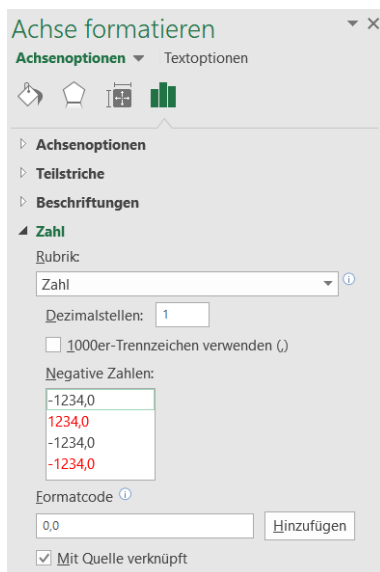 Achse formatieren
Achsenoptionen Textoptionen
Achsenoptionen
Teilstriche
Beschriftungen
Zahl
Rubrik:
Zahl
Dezimalstellen: 1
1000er-Trennzeichen verwenden (,)
Negative Zahlen:
-1234,0
1234,0
-1234,0
-1234,0
Formatcode
0,0 Hinzufügen
Mit Quelle verknüpft